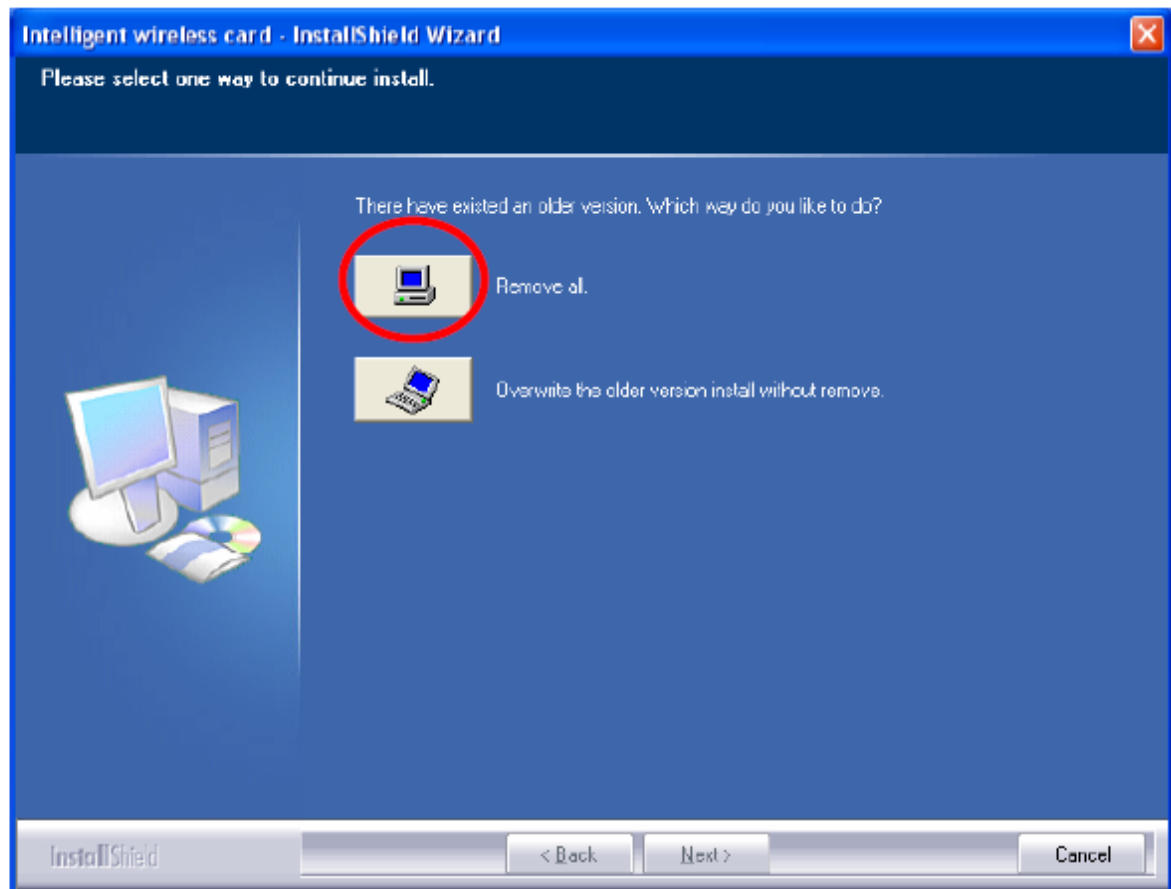 Intelligent wireless card - InstallShield Wizard
Please select one way to continue install.
There have existed an older version. Which way do you like to do?
Remove all.
Overwrite the older version install without remove.
InstallShield
< Back
Next >
Cancel